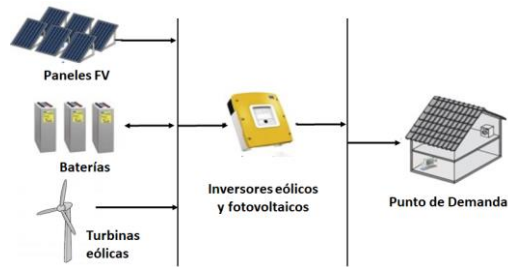 Paneles FV
Baterías
Turbinas
eólicas
Inversores eólicos
y fotovoltaicos
Punto de Demanda